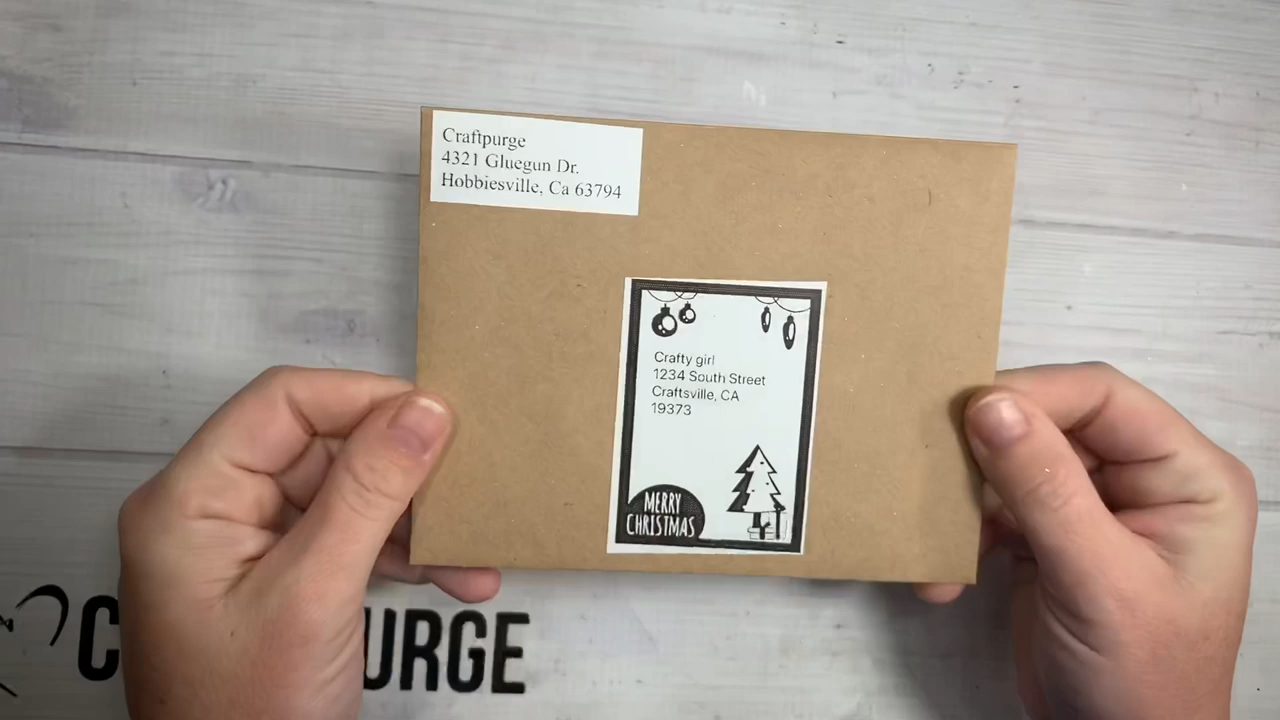 Craftpurge
4321 Gluegun Dr.
Hobbiesville, Ca 63794
Crafty girl
1234 South Street
Craftsville, CA
19373
MERRY
CHRISTMAS
C URGE